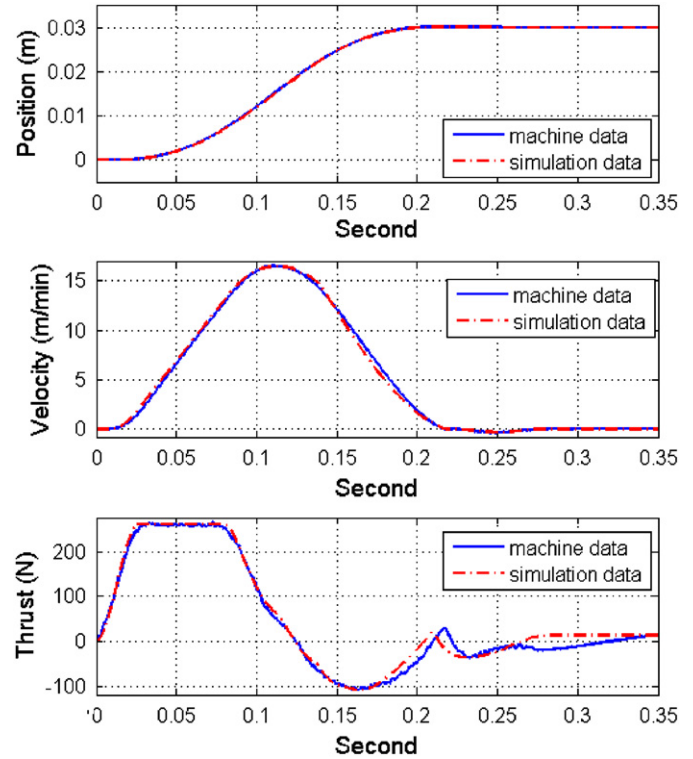 Position (m)
0.03
0.02
0.01
0
machine data
simulation data
0 0.05 0.1 0.15 0.2 0.25 0.3 0.35
Second
Velocity (m/min)
15
10
5
0
machine data
simulation data
0 0.05 0.1 0.15 0.2 0.25 0.3 0.35
Second
Thrust (N)
200
100
0
-100
machine data
simulation data
0 0.05 0.1 0.15 0.2 0.25 0.3 0.35
Second